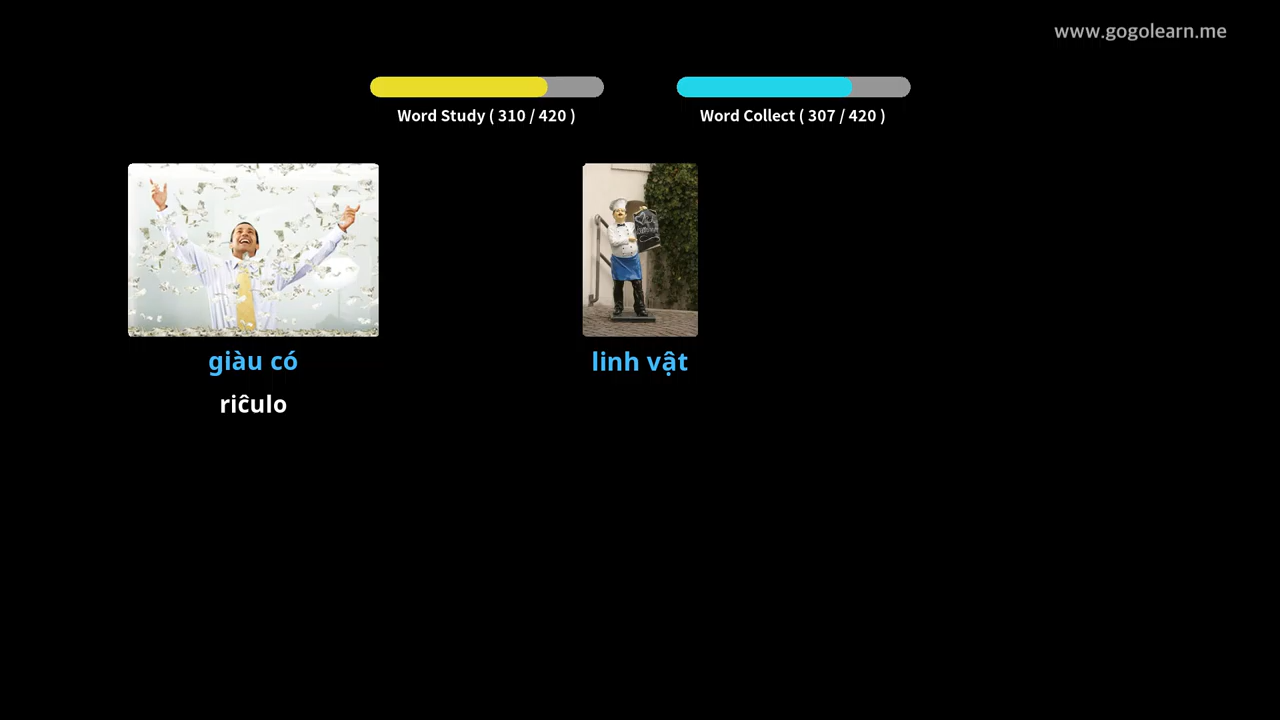 www.gogolearn.me
Word Study ( 310 / 420 )
Word Collect ( 307 / 420 )
giàu có
linh vật
riĉulo